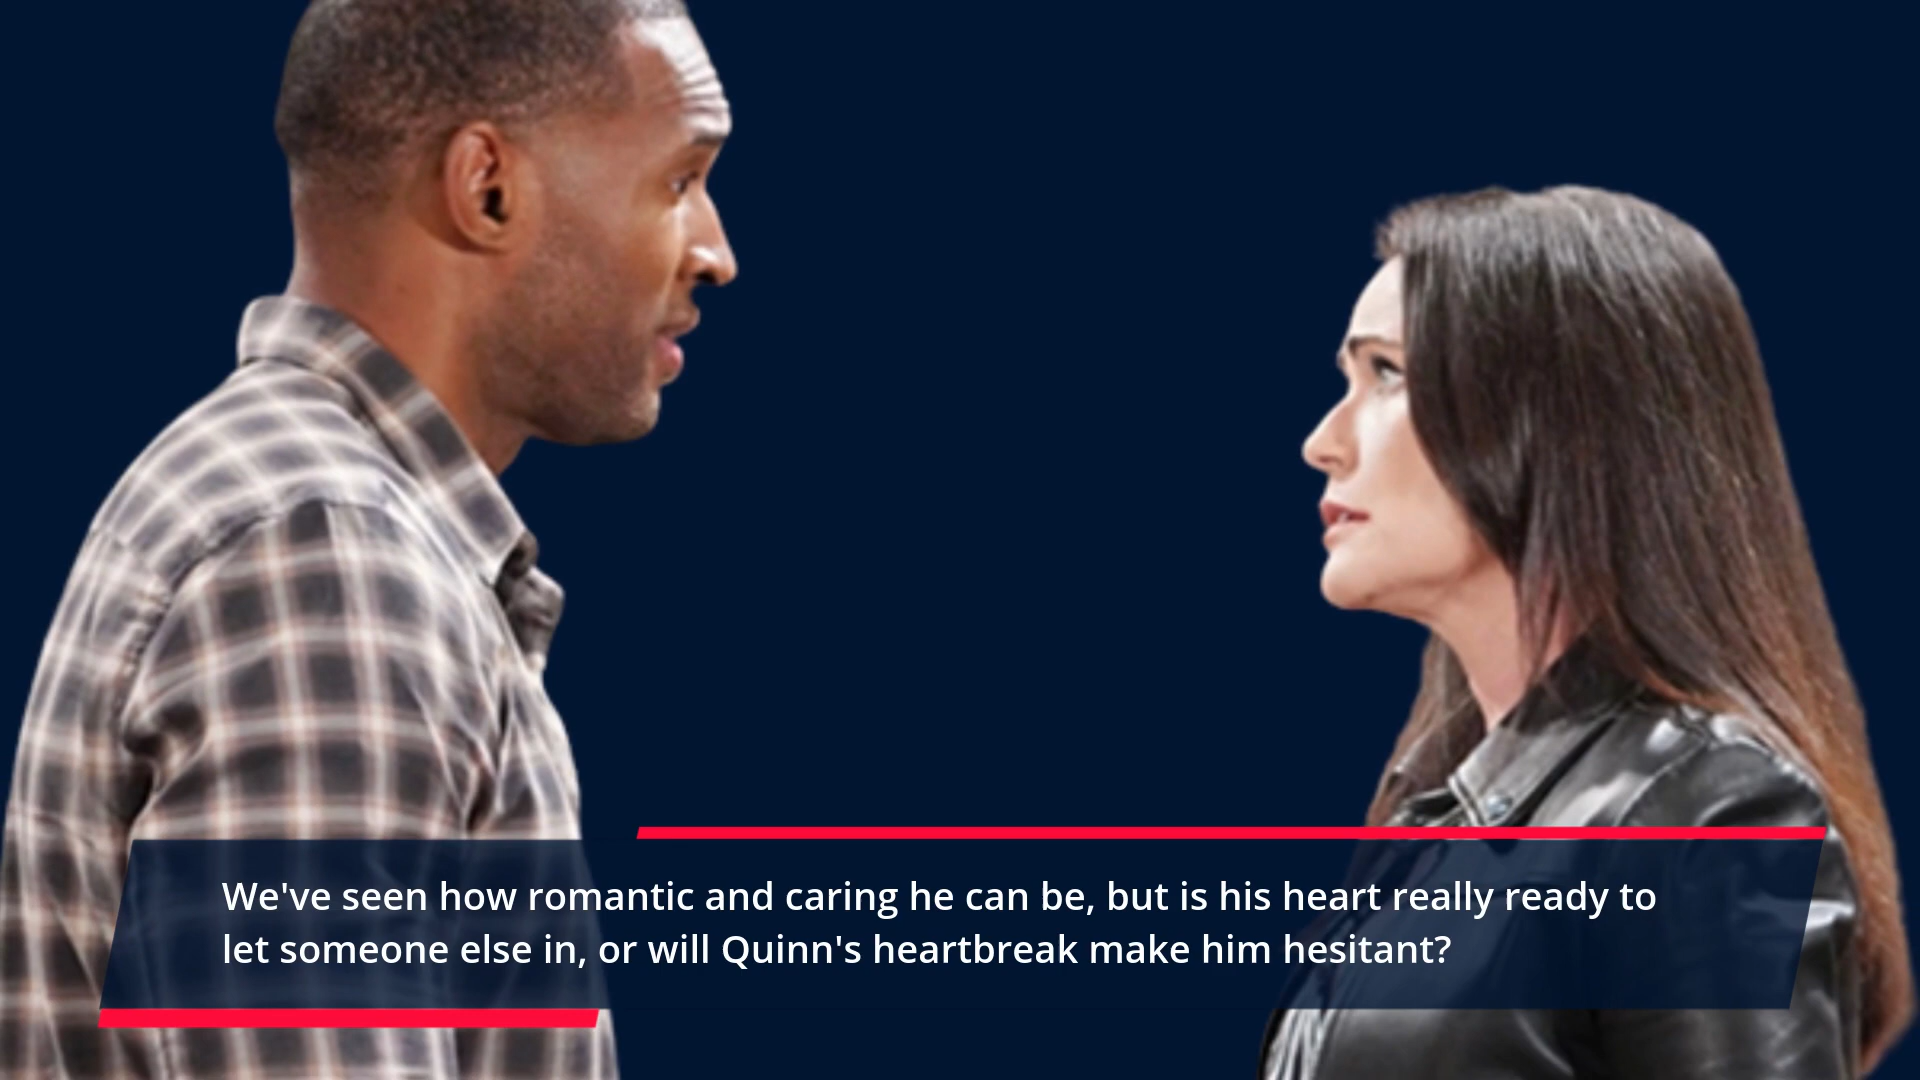 We've seen how romantic and caring he can be, but is his heart really ready to
let someone else in, or will Quinn's heartbreak make him hesitant?